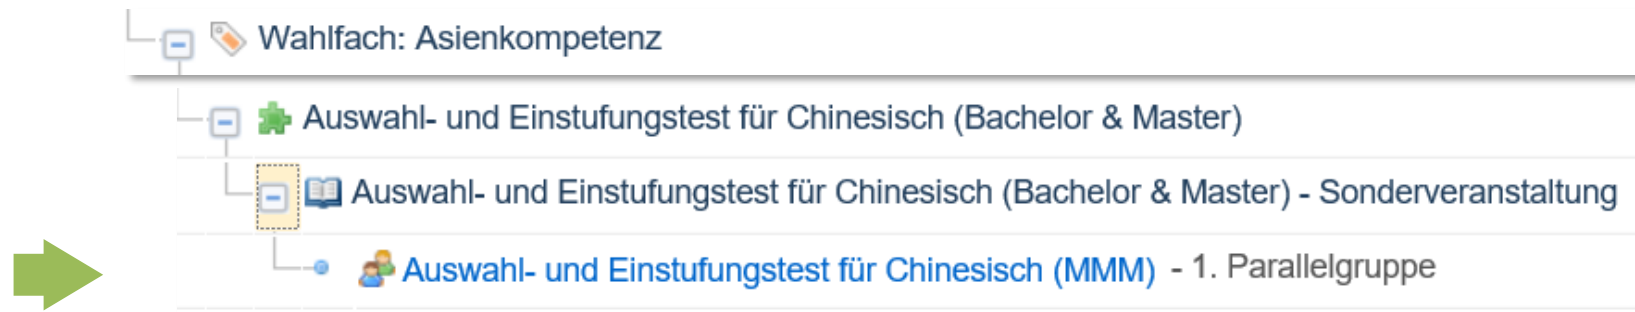 Wahlfach: Asienkompetenz
Auswahl- und Einstufungstest für Chinesisch (Bachelor & Master)
Auswahl- und Einstufungstest für Chinesisch (Bachelor & Master) - Sonderveranstaltung
Auswahl- und Einstufungstest für Chinesisch (MMM) - 1. Parallelgruppe